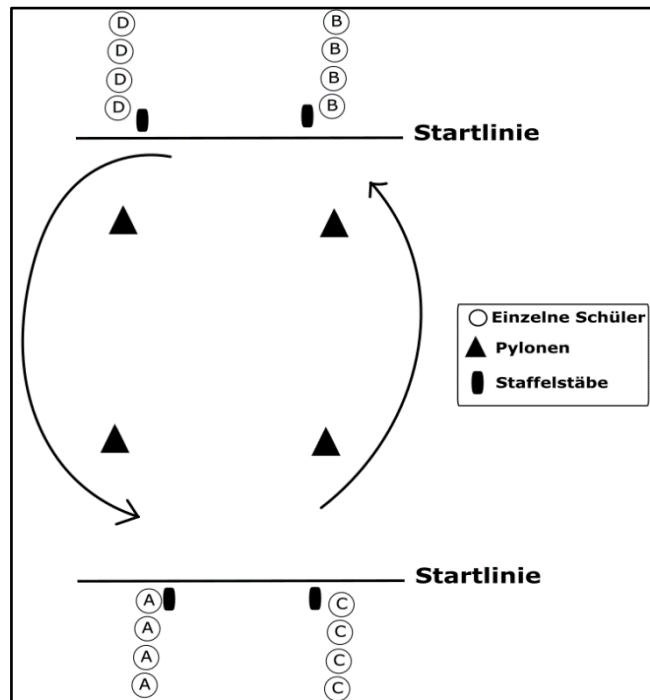 D B
D B
D B
D B
Startlinie
Einzelne Schüler
Pylonen
Staffelstäbe
Startlinie
A C
A C
A C
A C